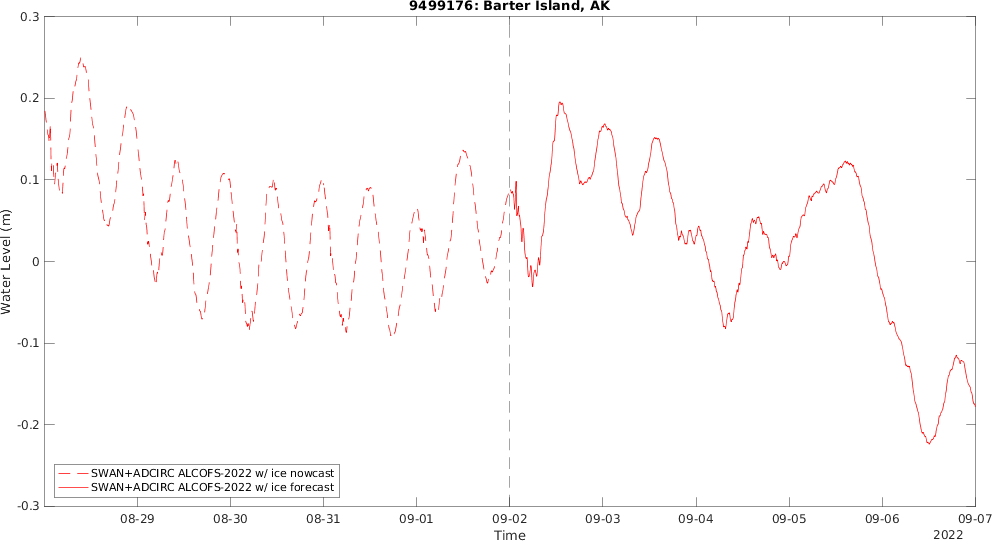 9499176: Barter Island, AK
0.3
0.2
0.1
0
-0.1
-0.2
-0.3
Water Level (m)
SWAN+ADCIRC ALCOFS-2022 w/ ice nowcast
SWAN+ADCIRC ALCOFS-2022 w/ ice forecast
08-29 08-30 08-31 09-01 09-02 09-03 09-04 09-05 09-06 09-07
Time
2022